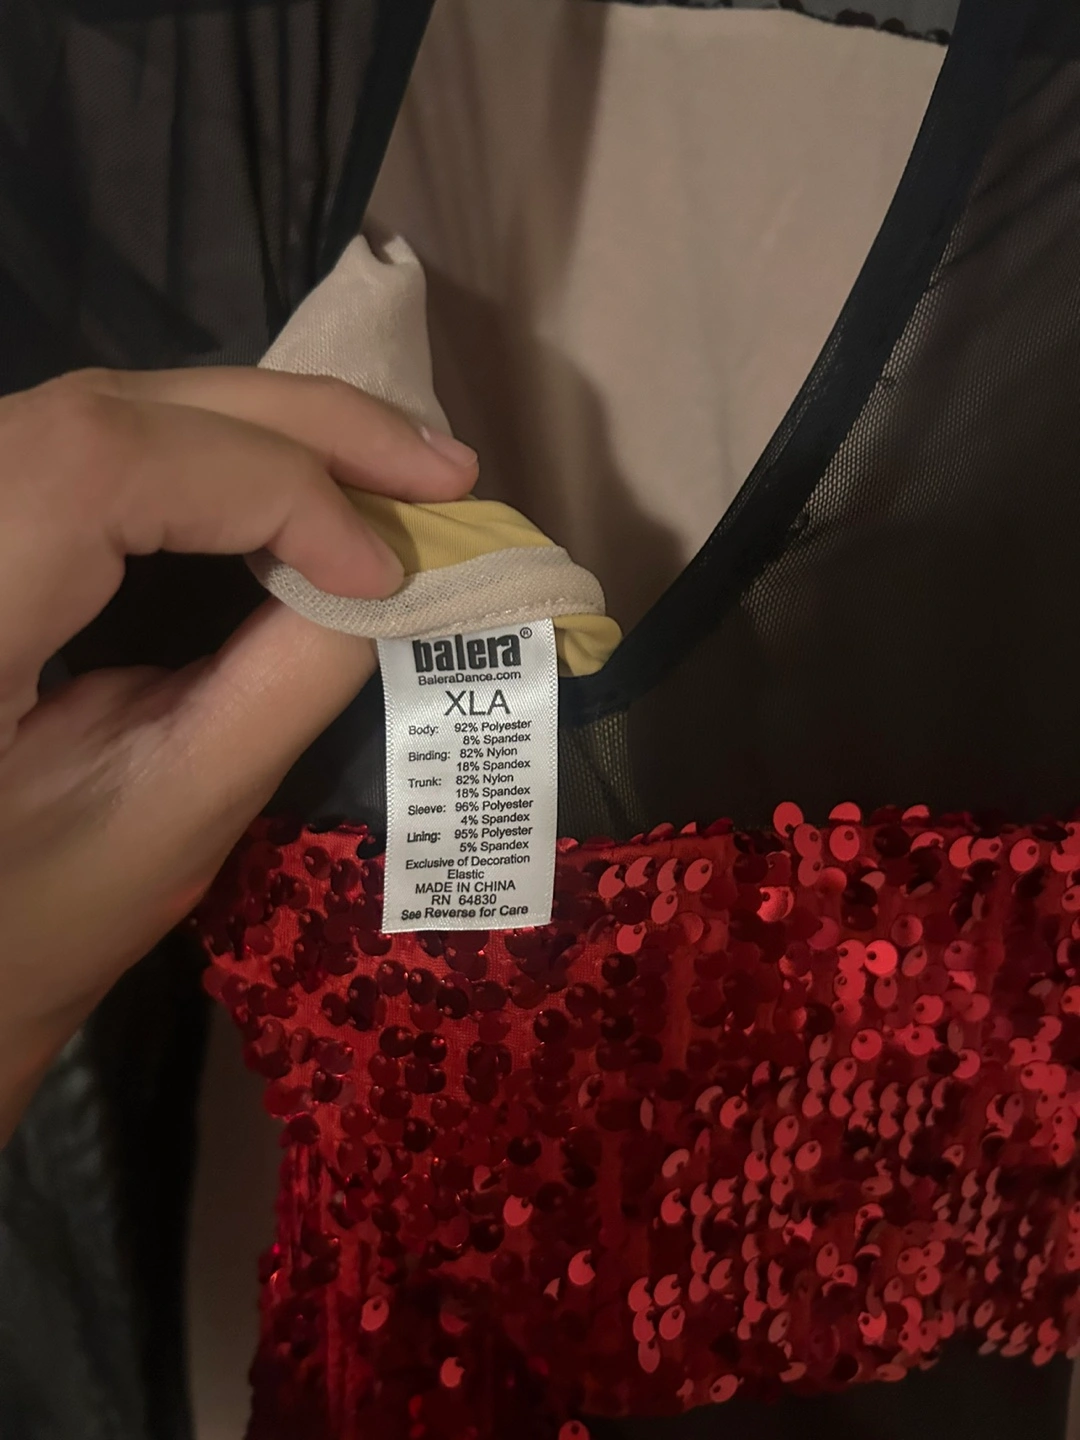 balera®
BaleraDance.com
XLA
Body: 92% Polyester
8% Spandex
Binding: 82% Nylon
18% Spandex
Trunk: 82% Nylon
18% Spandex
Sleeve: 96% Polyester
4% Spandex
Lining: 95% Polyester
5% Spandex
Exclusive of Decoration
Elastic
MADE IN CHINA
RN 64830
See Reverse for Care